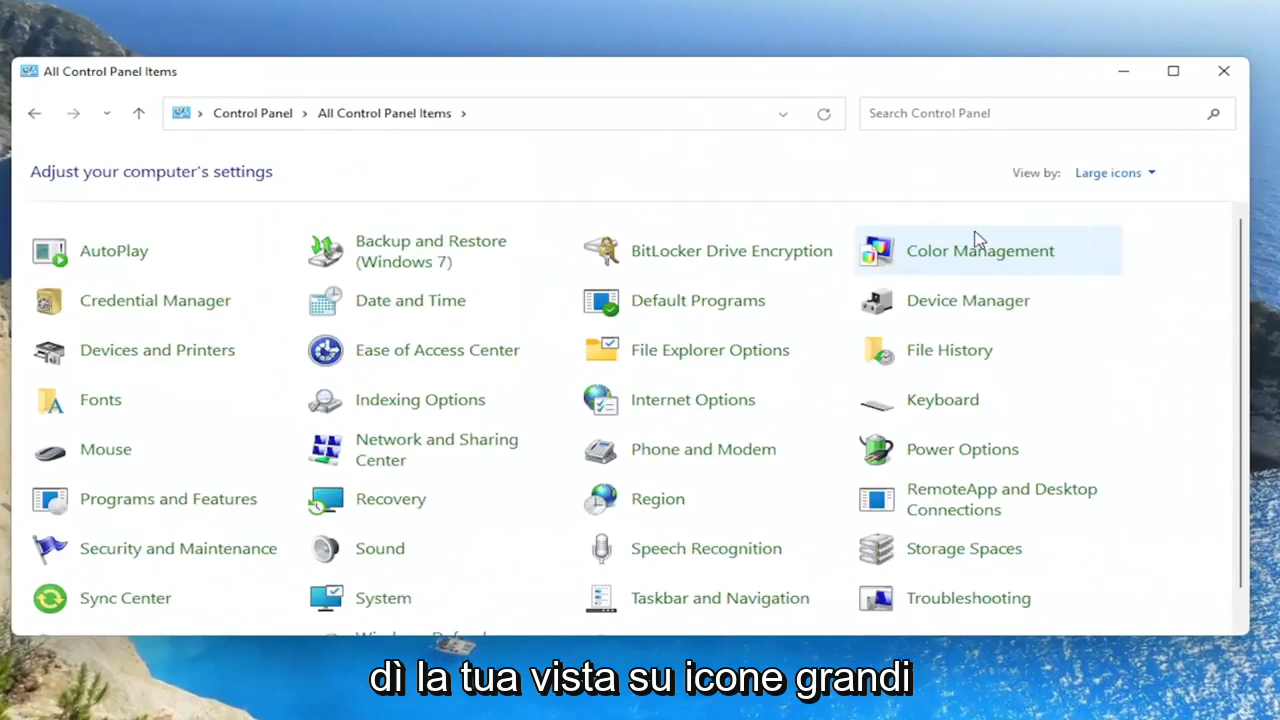 All Control Panel Items
Control Panel > All Control Panel Items >
Search Control Panel
Adjust your computer's settings
View by: Large icons
AutoPlay
Backup and Restore
(Windows 7)
BitLocker Drive Encryption
Color Management
Credential Manager
Date and Time
Default Programs
Device Manager
Devices and Printers
Ease of Access Center
File Explorer Options
File History
Fonts
Indexing Options
Internet Options
Keyboard
Mouse
Network and Sharing
Center
Phone and Modem
Power Options
Programs and Features
Recovery
Region
RemoteApp and Desktop
Connections
Security and Maintenance
Sound
Speech Recognition
Storage Spaces
Sync Center
System
Taskbar and Navigation
Troubleshooting
dì la tua vista su icone grandi